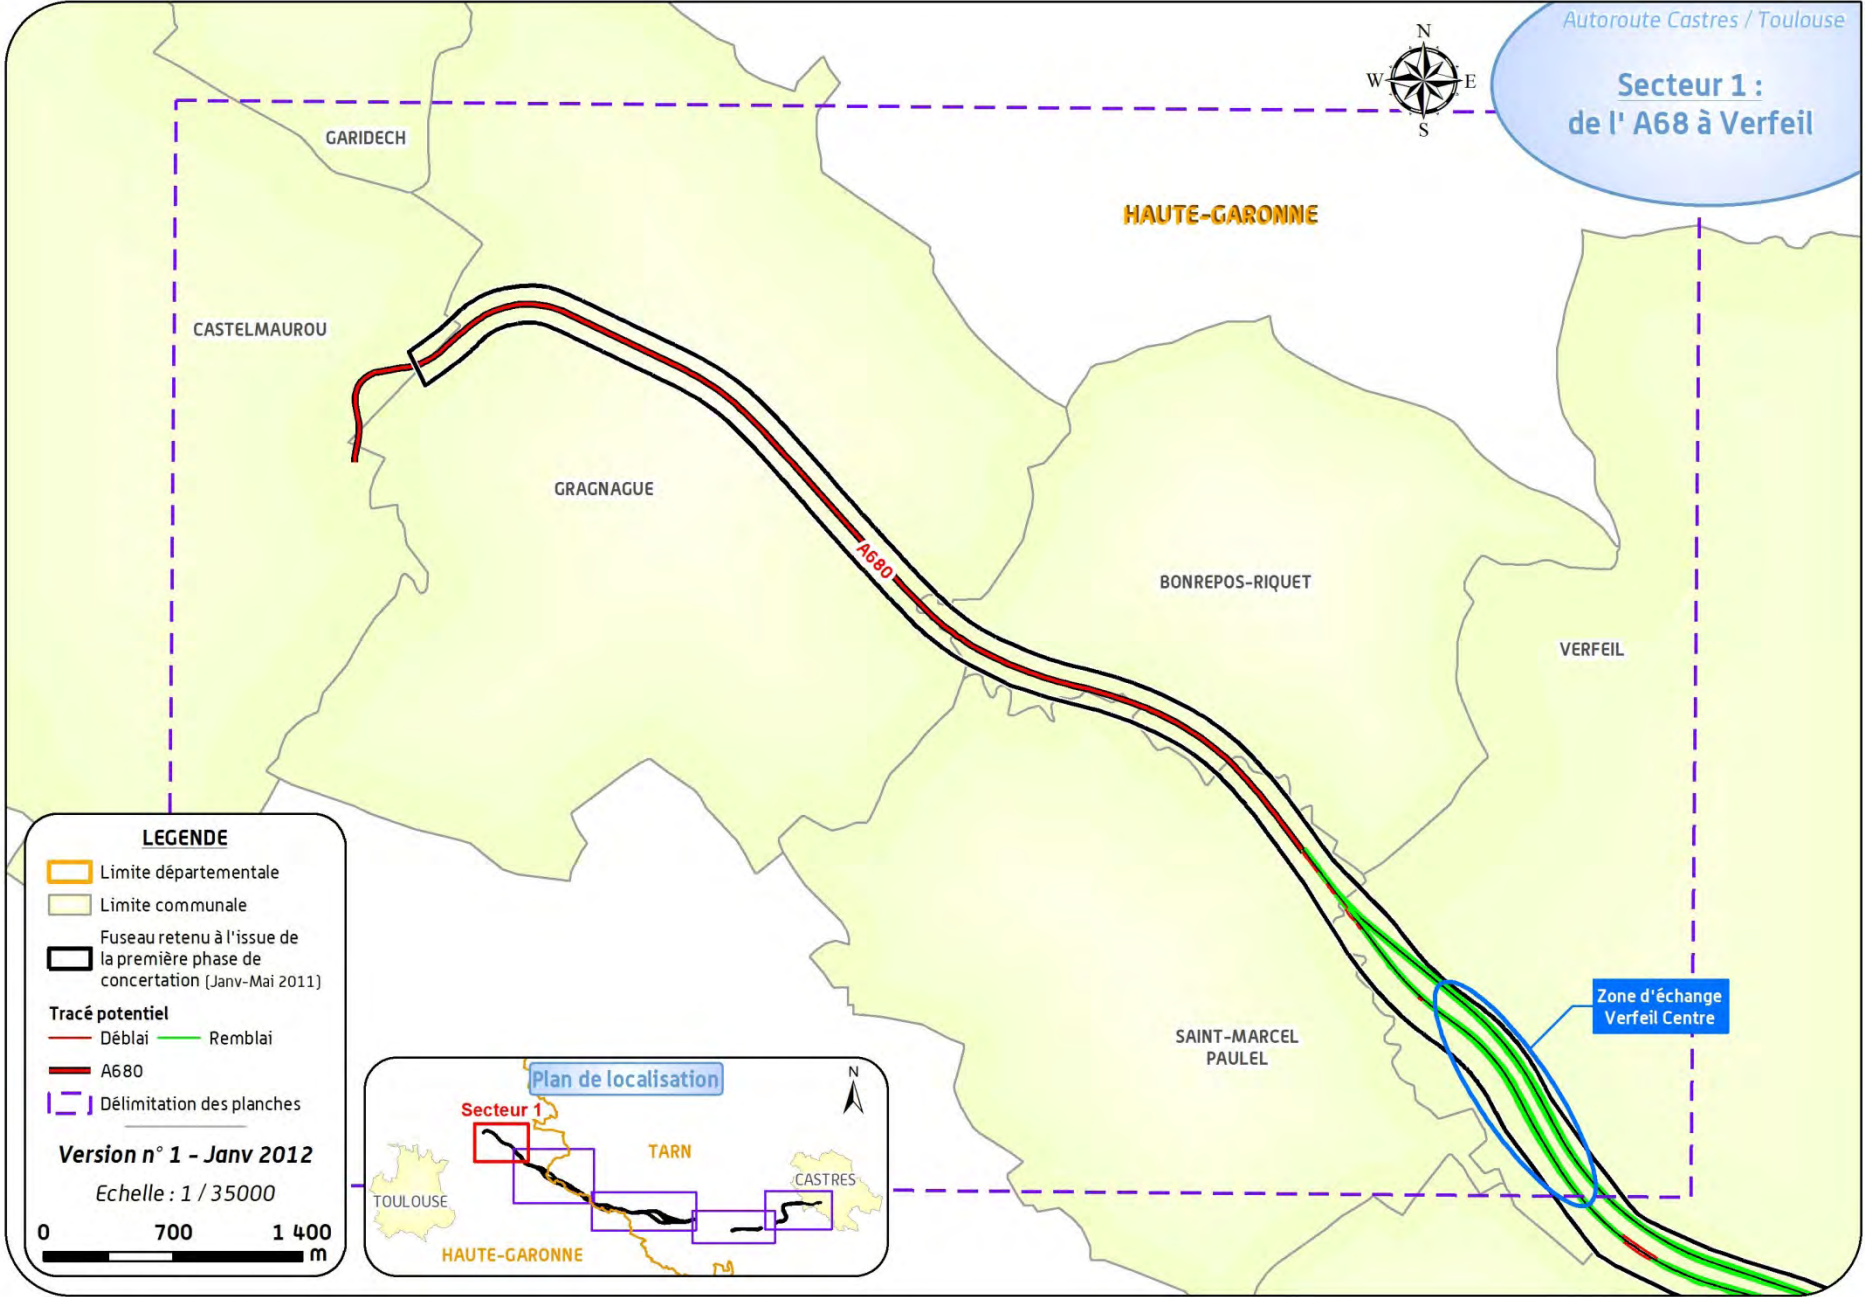 Autoroute Castres / Toulouse
Secteur 1 :
de l' A68 à Verfeil
N
W
E
S
GARIDECH
HAUTE-GARONNE
CASTELMAUROU
GRAGNAGUE
A680
BONREPOS-RIQUET
VERFEIL
SAINT-MARCEL
PAULEL
Zone d'échange
Verfeil Centre
LEGENDE
Limite départementale
Limite communale
Fuseau retenu à l'issue de
la première phase de
concertation (Janv-Mai 2011)
Tracé potentiel
Déblai
Remblai
A680
Délimitation des planches
Version n° 1 - Janv 2012
Echelle : 1 / 35000
0 700 1 400
m
Plan de localisation
N
Secteur 1
TARN
TOULOUSE
CASTRES
HAUTE-GARONNE